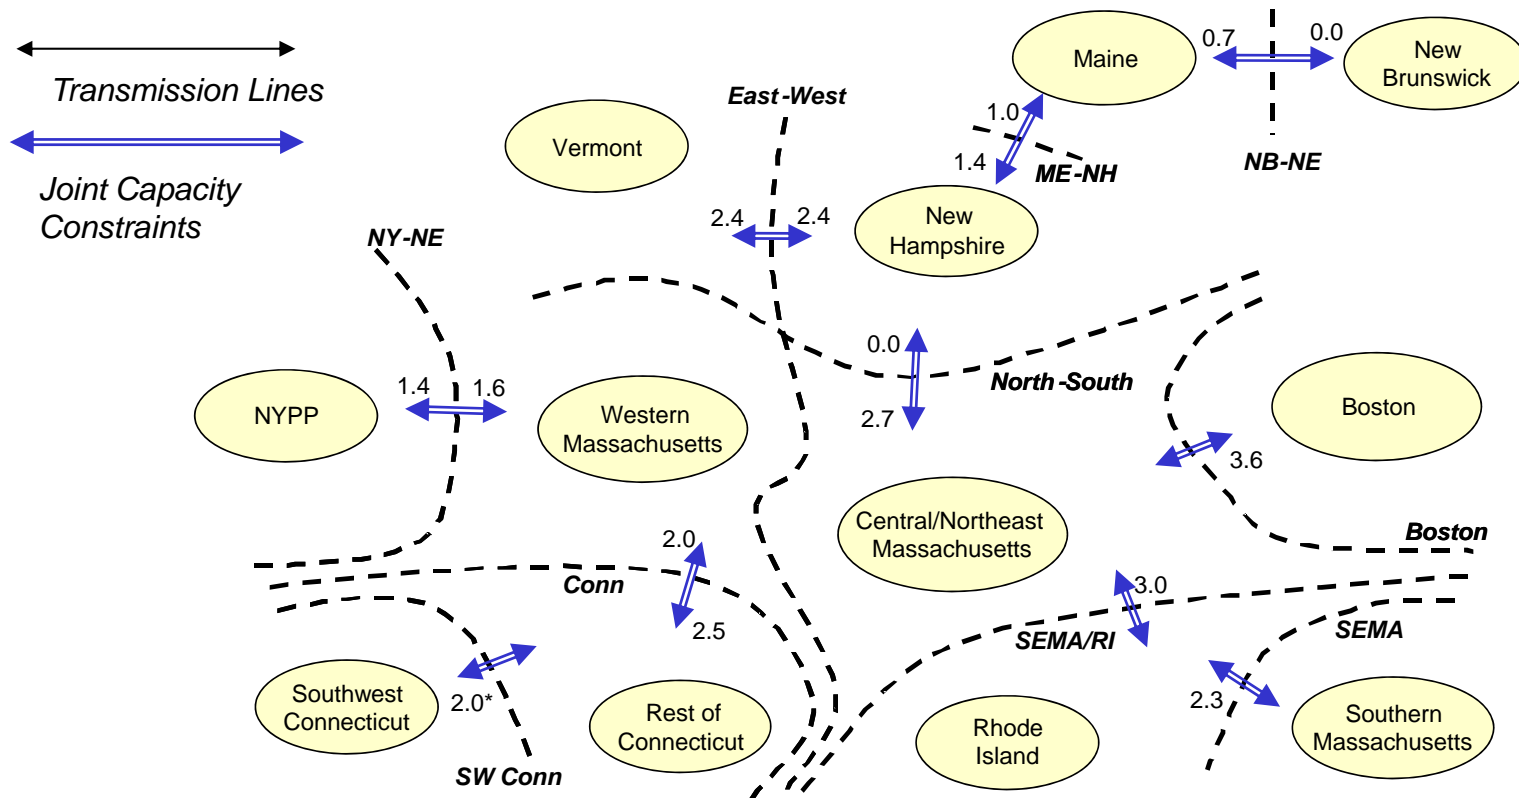 Transmission Lines
Joint Capacity
Constraints
Maine
0.7
0.0
New
Brunswick
NB-NE
East-West
Vermont
1.0
1.4
ME-NH
New
Hampshire
2.4
2.4
NY-NE
0.0
2.7
North-South
NYPP
1.4
1.6
Western
Massachusetts
Boston
3.6
Boston
Central/Northeast
Massachusetts
2.0
2.5
Conn
3.0
SEMA/RI
SEMA
2.3
Southwest
Connecticut
2.0*
SW Conn
Rest of
Connecticut
Rhode
Island
Southern
Massachusetts